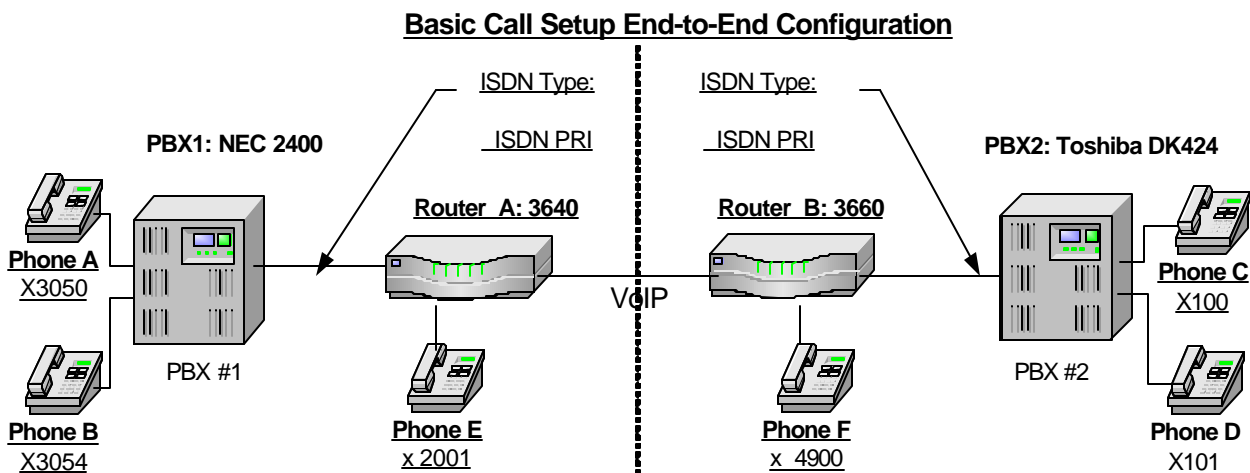 Basic Call Setup End-to-End Configuration
ISDN Type:
ISDN PRI
ISDN Type:
ISDN PRI
PBX1: NEC 2400
PBX2: Toshiba DK424
Router A: 3640
Router B: 3660
Phone A
X3050
Phone C
X100
VoIP
PBX #1
PBX #2
Phone B
X3054
Phone E
x 2001
Phone F
x 4900
Phone D
X101